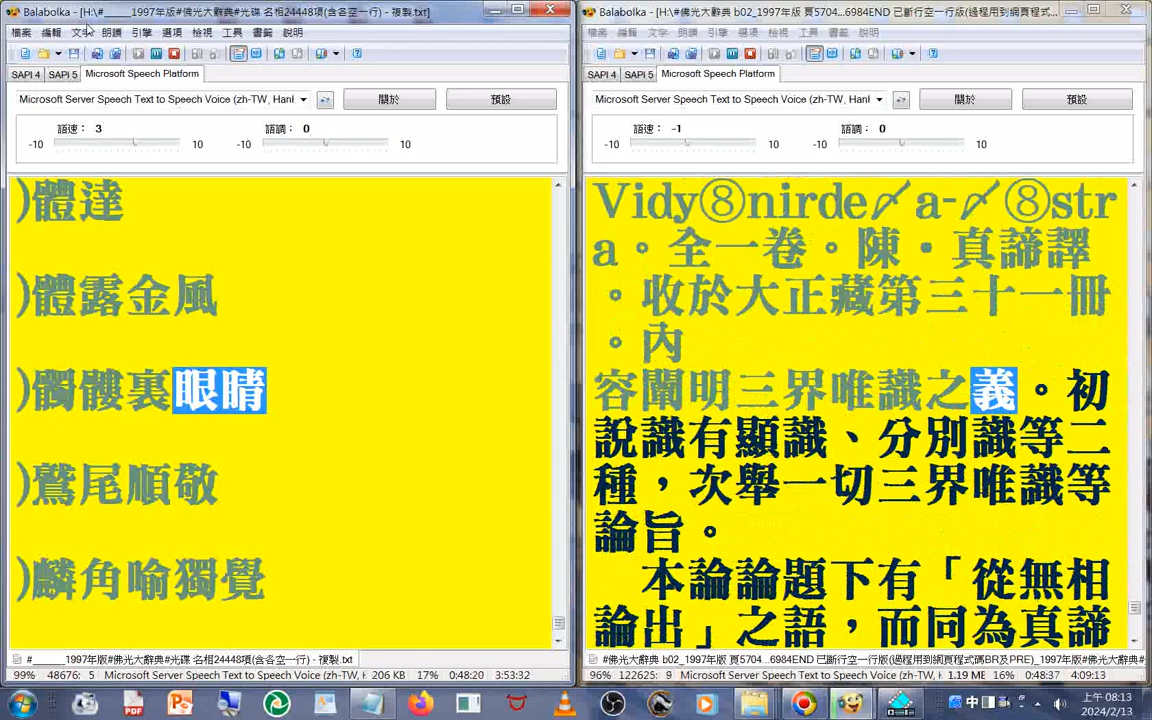 Balabolka - [H:\#_____1997年版#佛光大辭典#光碟 名相24448項(含各空一行) - 複製.txt]
檔案 編輯 文字 朗讀 引擎 選項 檢視 工具 書籤 說明
SAPI 4 SAPI 5 Microsoft Speech Platform
Microsoft Server Speech Text to Speech Voice (zh-TW, Hanl
關於 預設
語速： 3 語調： 0
-10 10 -10 10
)體達
)體露金風
)髑髏裏眼睛
)鷲尾順敬
)麟角喻獨覺
#______1997年版#佛光大辭典#光碟 名相24448項(含各空一行) - 複製.txt
99% 48676: 5 Microsoft Server Speech Text to Speech Voice (zh-TW, H 206 KB 17% 0:48:20 3:53:32
Balabolka - [H:\#佛光大辭典 b02_1997年版 頁5704...6984END 已斷行空一行版(過程用到網頁程式...
檔案 編輯 文字 朗讀 引擎 選項 檢視 工具 書籤 說明
SAPI 4 SAPI 5 Microsoft Speech Platform
Microsoft Server Speech Text to Speech Voice (zh-TW, Hanl
關於 預設
語速： -1 語調： 0
-10 10 -10 10
Vidy⑧nirde〆a-〆⑧str
a。全一卷。陳・真諦譯
。收於大正藏第三十一冊
。內
容闡明三界唯識之義。初
說識有顯識、分別識等二
種，次舉一切三界唯識等
論旨。
本論論題下有「從無相
論出」之語，而同為真諦
#佛光大辭典 b02_1997年版 頁5704...6984END 已斷行空一行版(過程用到網頁程式碼BR及PRE)_1997年版#佛光大辭典#
96% 122625: 9 Microsoft Server Speech Text to Speech Voice (zh-TW, H 1.19 MB 16% 0:48:37 4:09:13
中
上午 08:13
2024/2/13